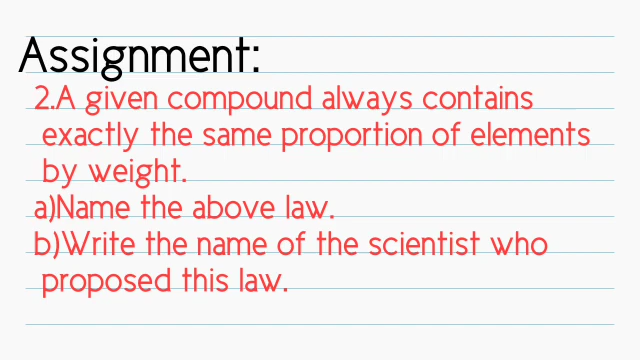 Assignment:
2.A given compound always contains
exactly the same proportion of elements
by weight.
a)Name the above law.
b)Write the name of the scientist who
proposed this law.